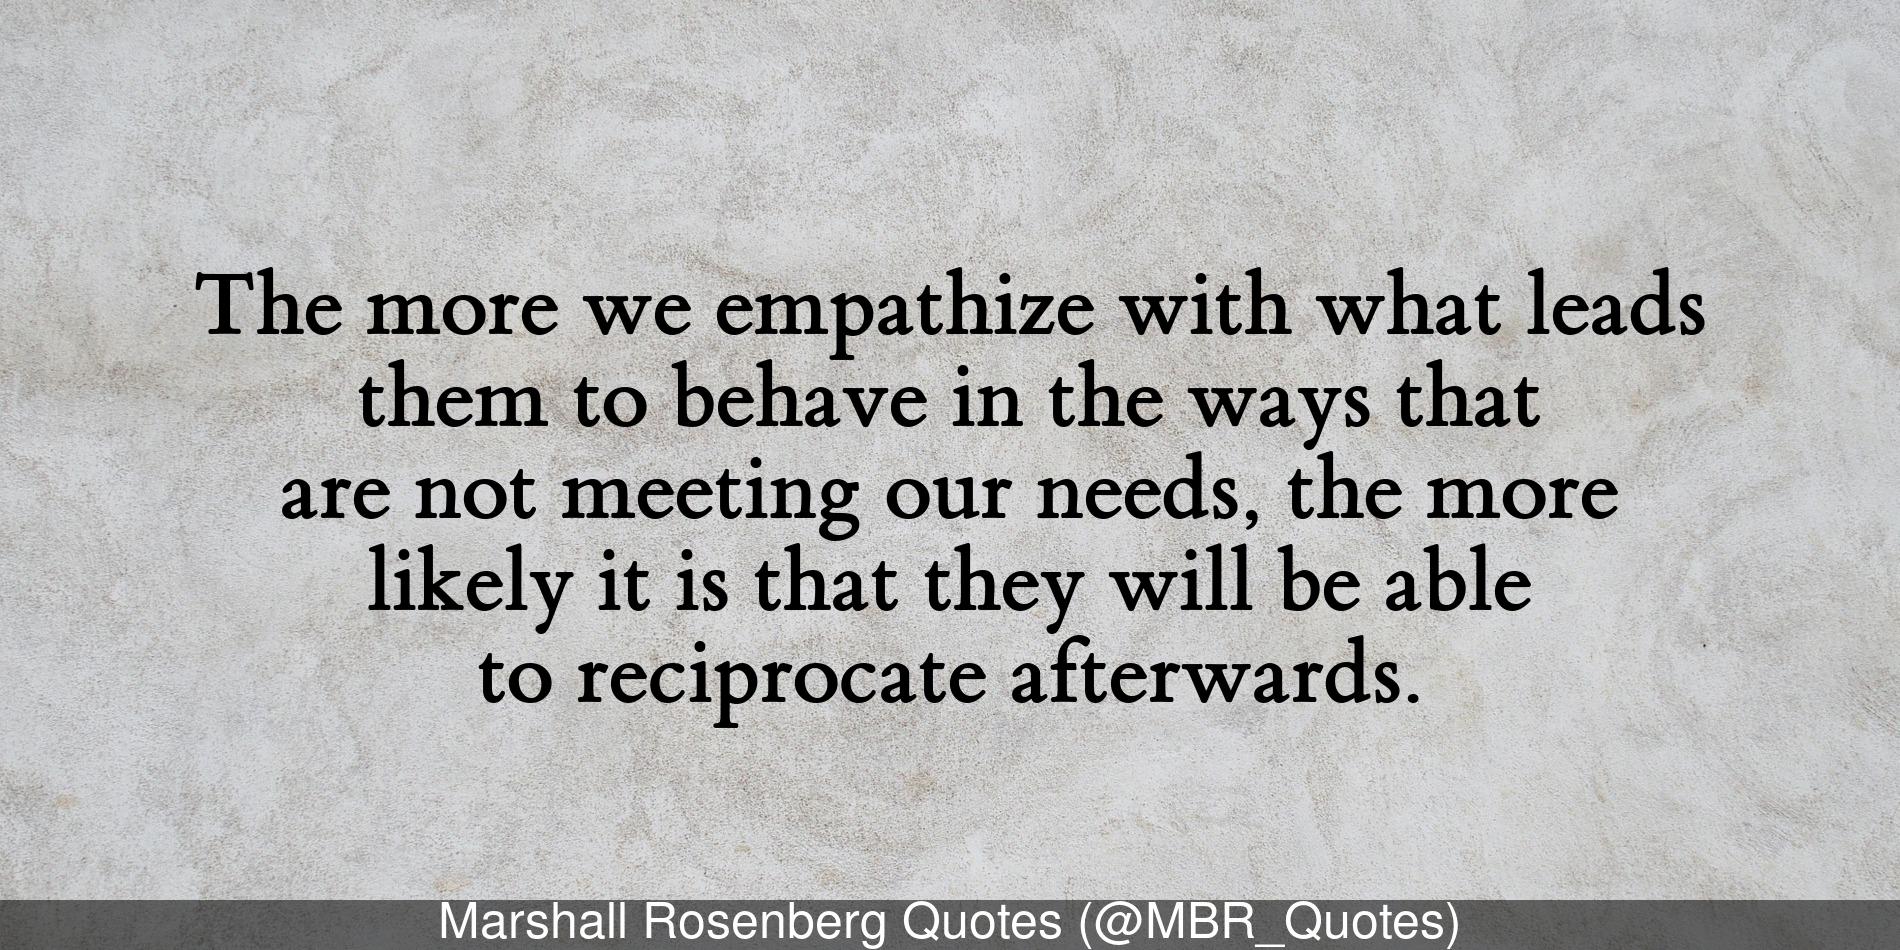 The more we empathize with what leads
them to behave in the ways that
are not meeting our needs, the more
likely it is that they will be able
to reciprocate afterwards.
Marshall Rosenberg Quotes (@MBR_Quotes)